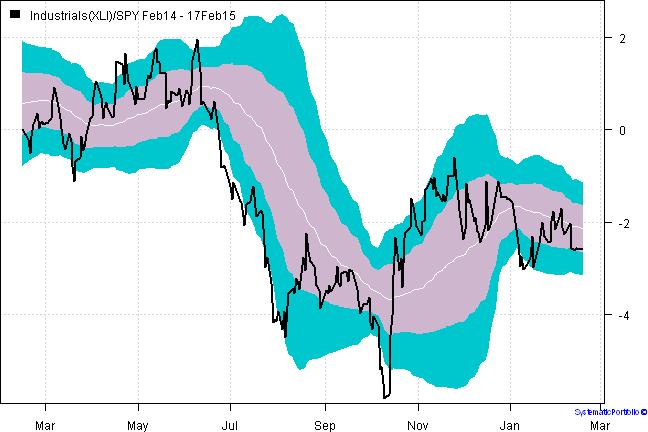 Industrials(XLI)/SPY Feb14 - 17Feb15
2
0
-2
-4
Mar May Jul Sep Nov Jan Mar
SystematicPortfolio ©